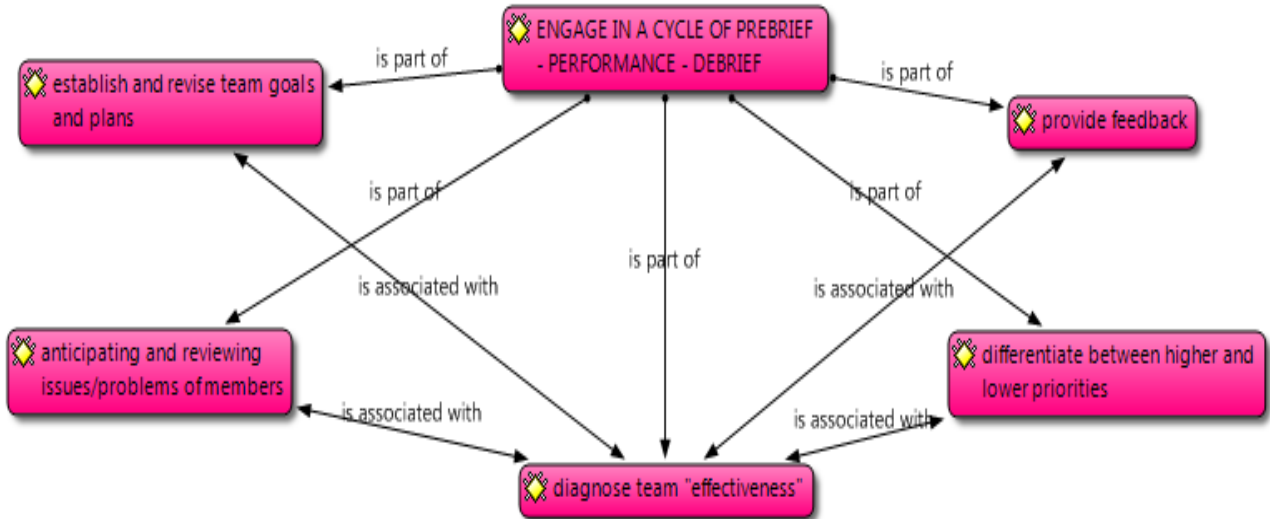 ENGAGE IN A CYCLE OF PREBRIEF
- PERFORMANCE - DEBRIEF
is part of
is part of
establish and revise team goals
and plans
provide feedback
is part of
is part of
is part of
is associated with
is associated with
anticipating and reviewing
issues/problems of members
differentiate between higher and
lower priorities
is associated with
is associated with
diagnose team "effectiveness"